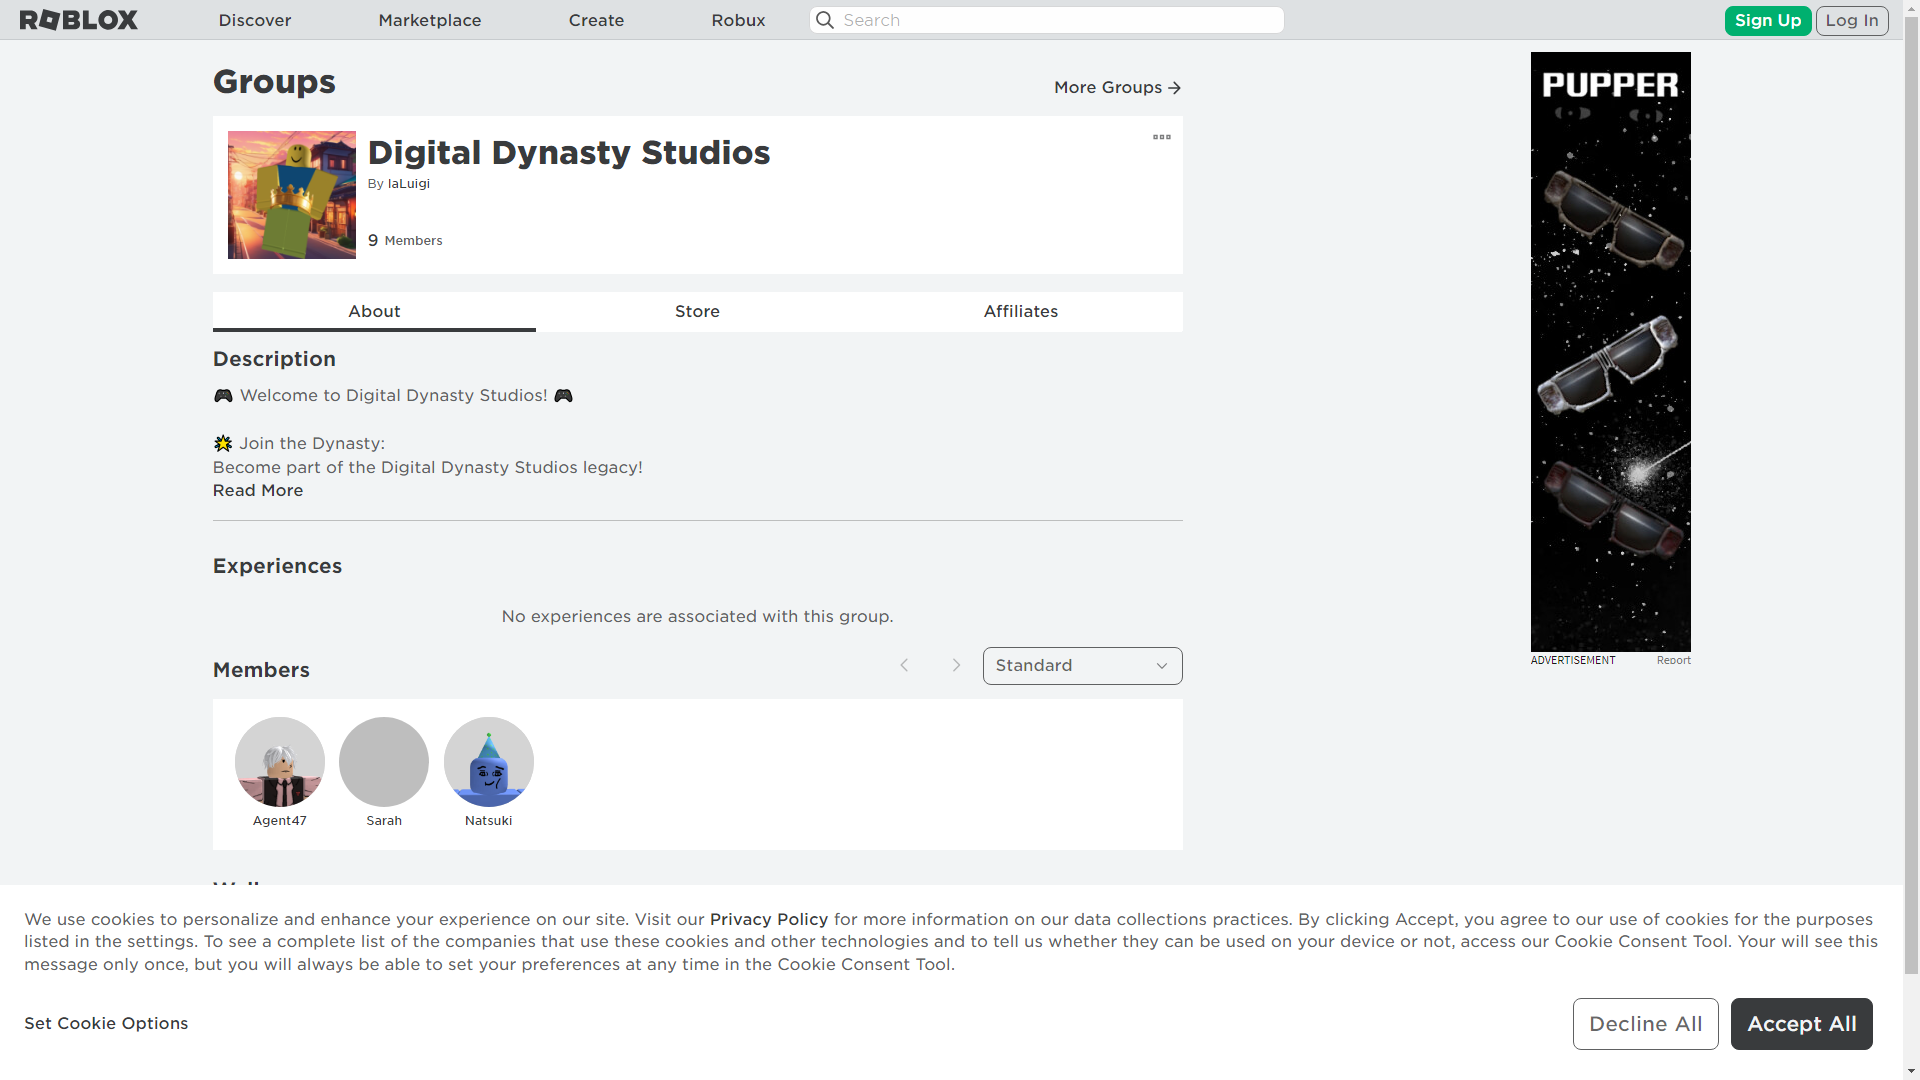 ROBLOX
Discover
Marketplace
Create
Robux
Search
Sign Up
Log In
Groups
More Groups
Digital Dynasty Studios
By IaLuigi
9 Members
About
Store
Affiliates
Description
🎮 Welcome to Digital Dynasty Studios! 🎮
🌟 Join the Dynasty:
Become part of the Digital Dynasty Studios legacy!
Read More
Experiences
No experiences are associated with this group.
Members
Standard
Agent47
Sarah
Natsuki
PUPPER
ADVERTISEMENT
Report
We use cookies to personalize and enhance your experience on our site. Visit our Privacy Policy for more information on our data collections practices. By clicking Accept, you agree to our use of cookies for the purposes
listed in the settings. To see a complete list of the companies that use these cookies and other technologies and to tell us whether they can be used on your device or not, access our Cookie Consent Tool. Your will see this
message only once, but you will always be able to set your preferences at any time in the Cookie Consent Tool.
Set Cookie Options
Decline All
Accept All